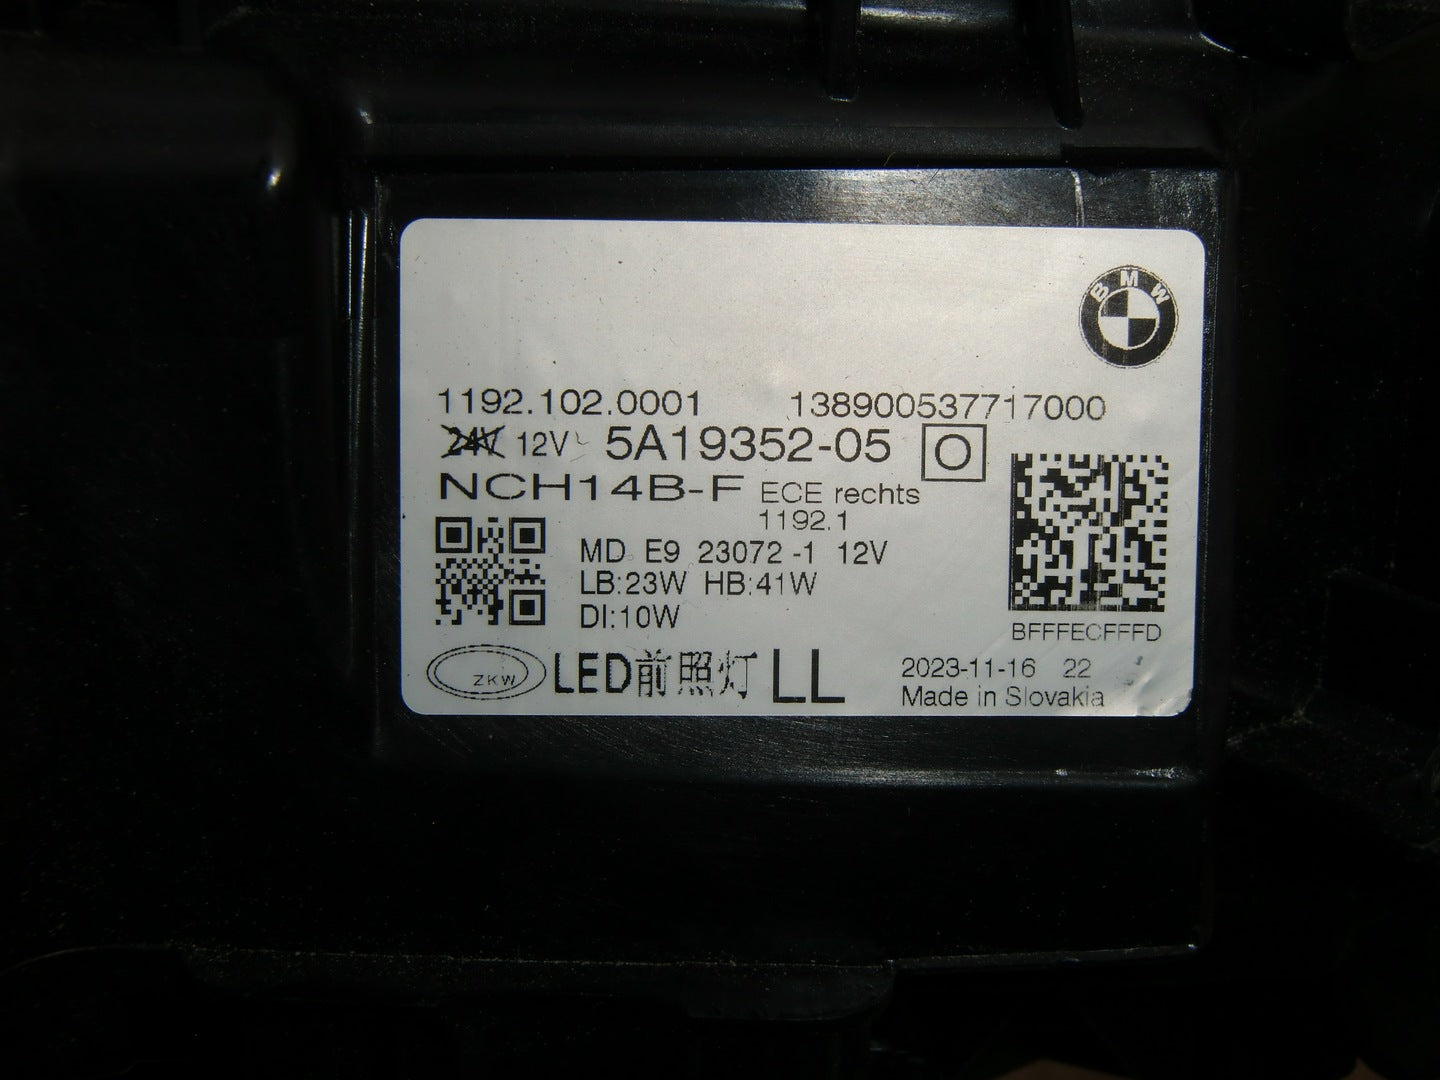 BMW
1192.102.0001 138900537717000
24V 12V 5A19352-05 O
NCH14B-F ECE rechts
1192.1
MD E9 23072 -1 12V
LB:23W HB:41W
DI:10W
BFFFECFFFD
ZKW LED前照灯 LL
2023-11-16 22
Made in Slovakia